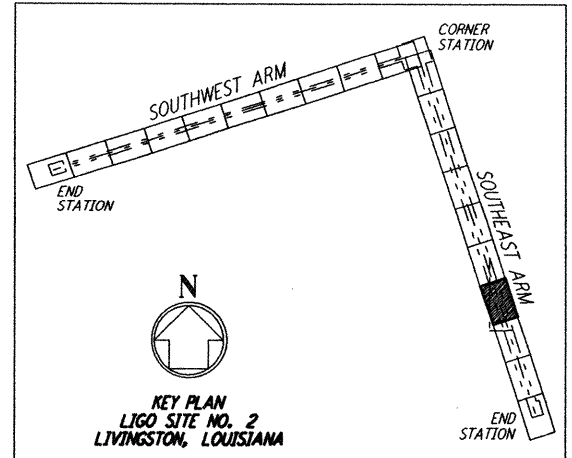 CORNER
STATION
SOUTHWEST ARM
END
STATION
SOUTHEAST ARM
N
KEY PLAN
LIGO SITE NO. 2
LIVINGSTON, LOUISIANA
END
STATION